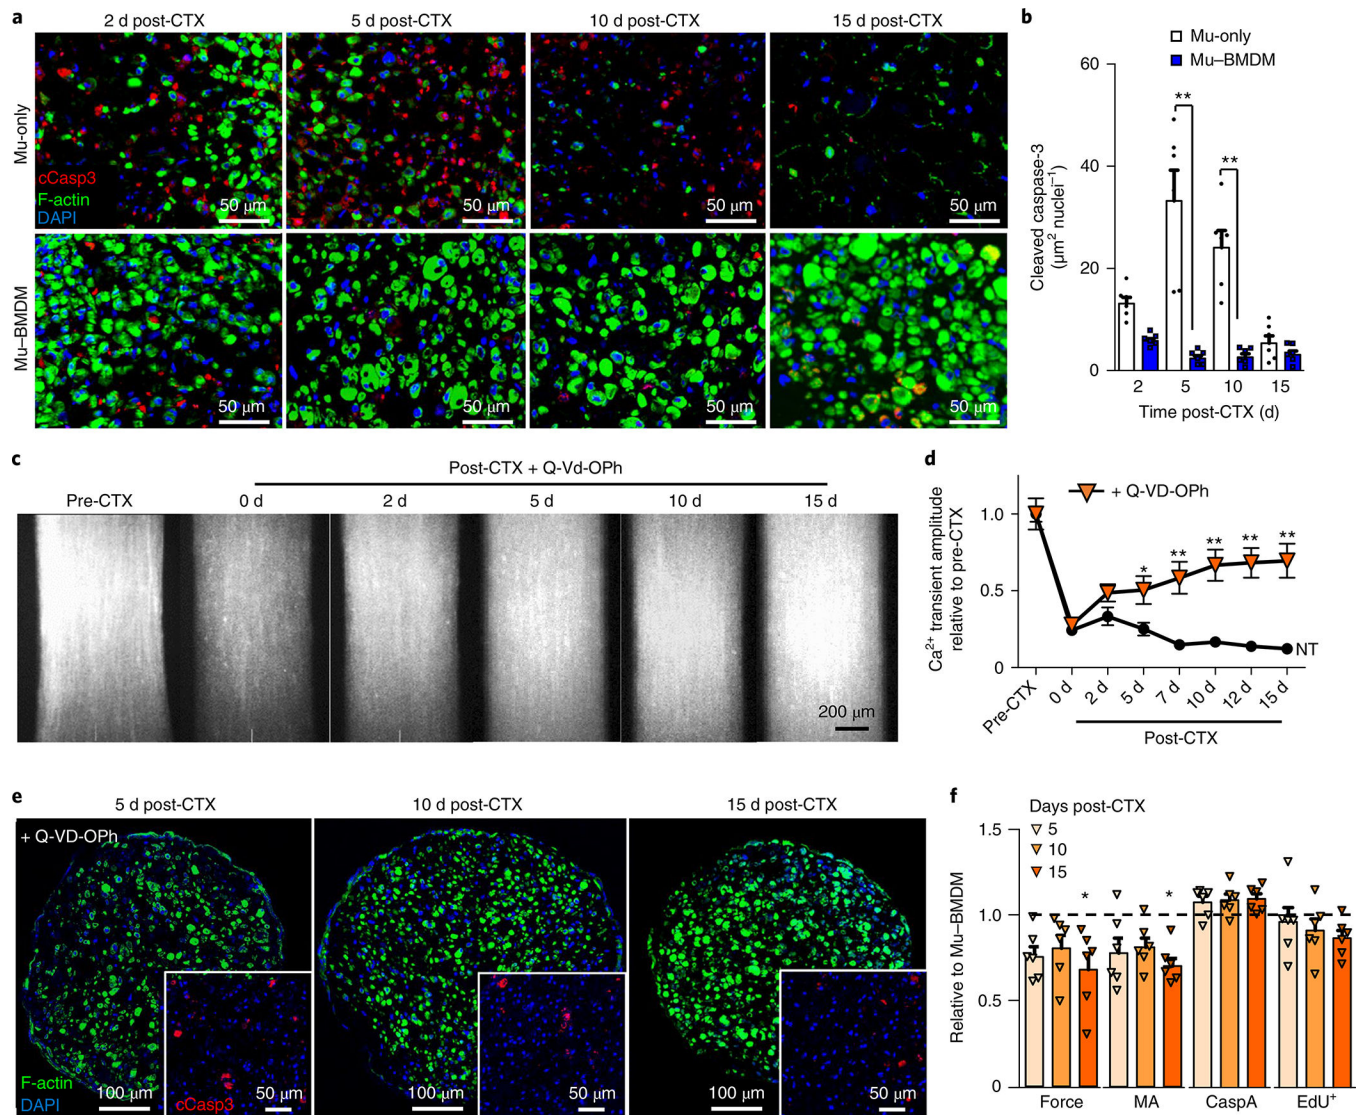 a
2 d post-CTX
5 d post-CTX
10 d post-CTX
15 d post-CTX
Mu-only
cCasp3
F-actin
DAPI
50 μm
50 μm
50 μm
50 μm
Mu–BMDM
50 μm
50 μm
50 μm
50 μm
b
Mu-only
Mu–BMDM
60
40
20
0
Cleaved caspase-3
(μm² nuclei⁻¹)
**
**
2
5
10
15
Time post-CTX (d)
c
Post-CTX + Q-Vd-OPh
Pre-CTX
0 d
2 d
5 d
10 d
15 d
200 μm
d
+ Q-VD-OPh
1.0
0.5
0
Ca²⁺ transient amplitude
relative to pre-CTX
*
**
**
**
**
NT
Pre-CTX
0 d
2 d
5 d
7 d
10 d
12 d
15 d
Post-CTX
e
5 d post-CTX
10 d post-CTX
15 d post-CTX
+ Q-VD-OPh
F-actin
DAPI
100 μm
cCasp3
50 μm
100 μm
50 μm
100 μm
50 μm
f
Days post-CTX
5
10
15
1.5
1.0
0.5
0
Relative to Mu–BMDM
*
*
Force
MA
CaspA
EdU⁺